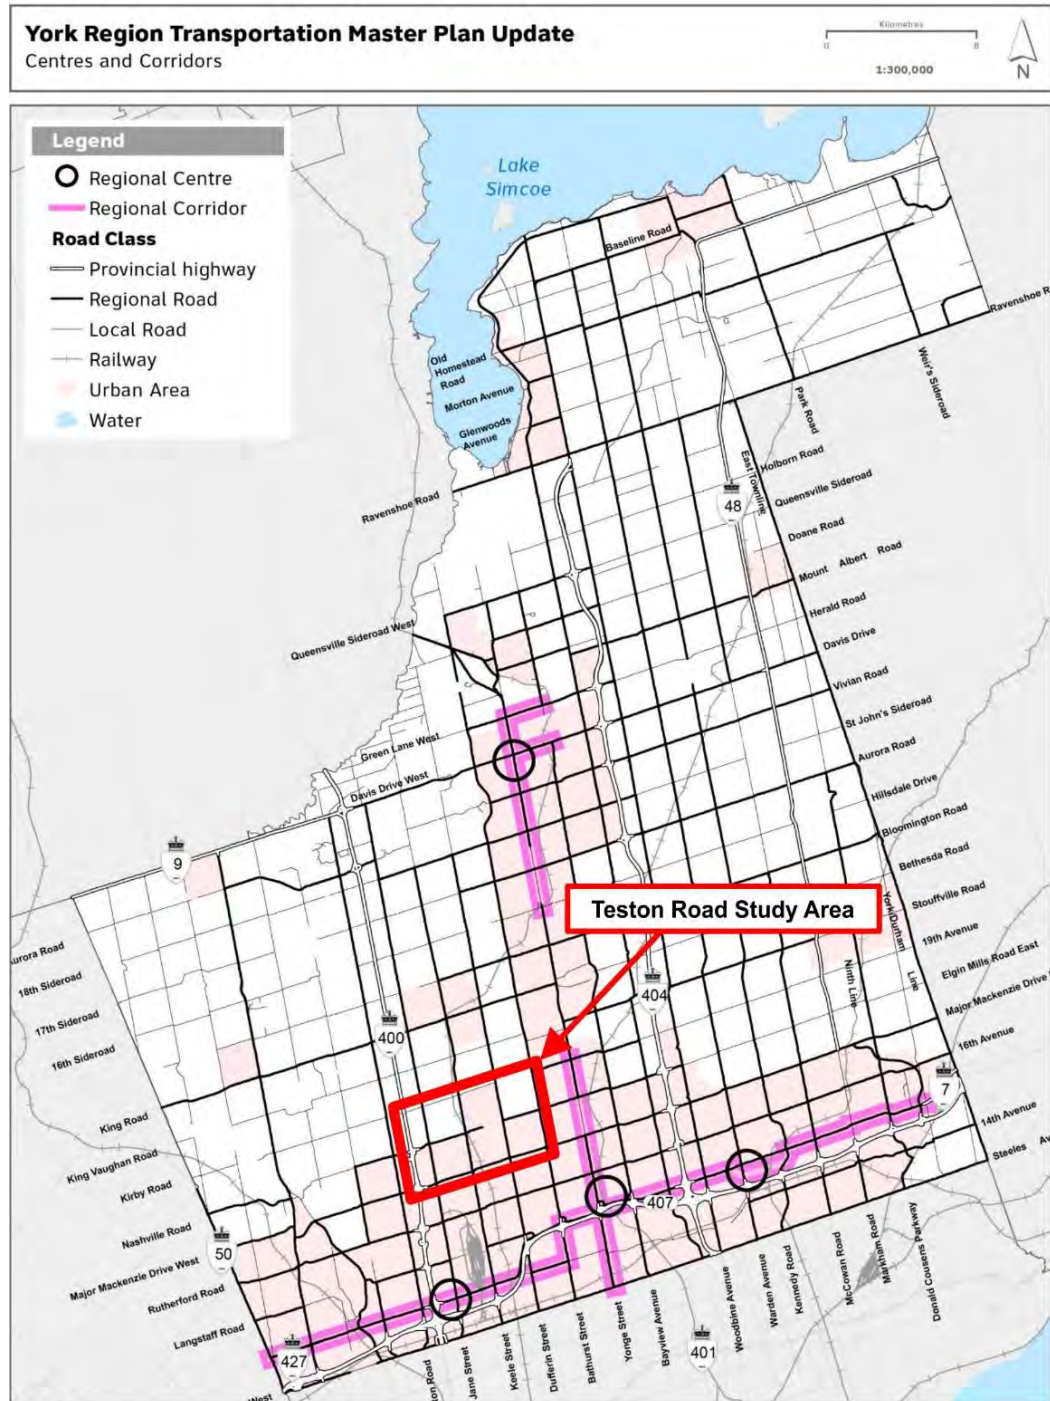 York Region Transportation Master Plan Update
Centres and Corridors
Kilometres
0
8
1:300,000
N
Legend
Regional Centre
Regional Corridor
Road Class
Provincial highway
Regional Road
Local Road
Railway
Urban Area
Water
Lake
Simcoe
Baseline Road
Ravenshoe R
Old
Homestead
Road
Morton Avenue
Glenwoods
Avenue
Ravenshoe Road
Weir's Sideroad
Park Road
East Townline
Holborn Road
Queensville Sideroad
48
Doane Road
Mount Albert Road
Herald Road
Davis Drive
Vivian Road
St John's Sideroad
Aurora Road
Hillsdale Drive
Bloomington Road
Bethesda Road
Stouffville Road
19th Avenue
Elgin Mills Road East
Major Mackenzie Drive
16th Avenue
York/Durham
Line
Ninth Line
Queensville Sideroad West
Green Lane West
Davis Drive West
9
Teston Road Study Area
404
400
urora Road
18th Sideroad
17th Sideroad
16th Sideroad
King Road
King Vaughan Road
Kirby Road
Nashville Road
50
Major Mackenzie Drive West
Rutherford Road
Langstaff Road
427
West
7
14th Avenue
Steeles Av
407
401
on Road
Jane Street
Keele Street
Dufferin Street
Bathurst Street
Yonge Street
Bayview Avenue
Woodbine Avenue
Warden Avenue
Kennedy Road
McCowan Road
Markham Road
Donald Cousens Parkway